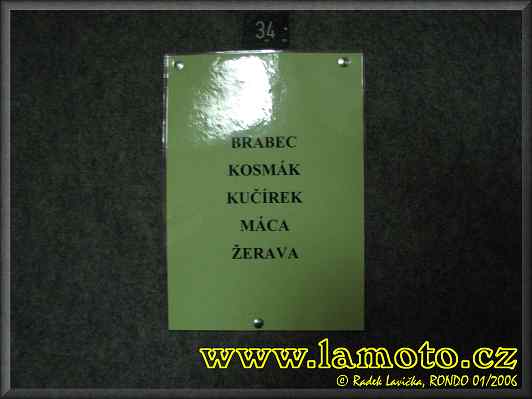 34
BRABEC
KOSMÁK
KUČÍREK
MÁCA
ŽERAVA
www.lamoto.cz
© Radek Lavička, RONDO 01/2006